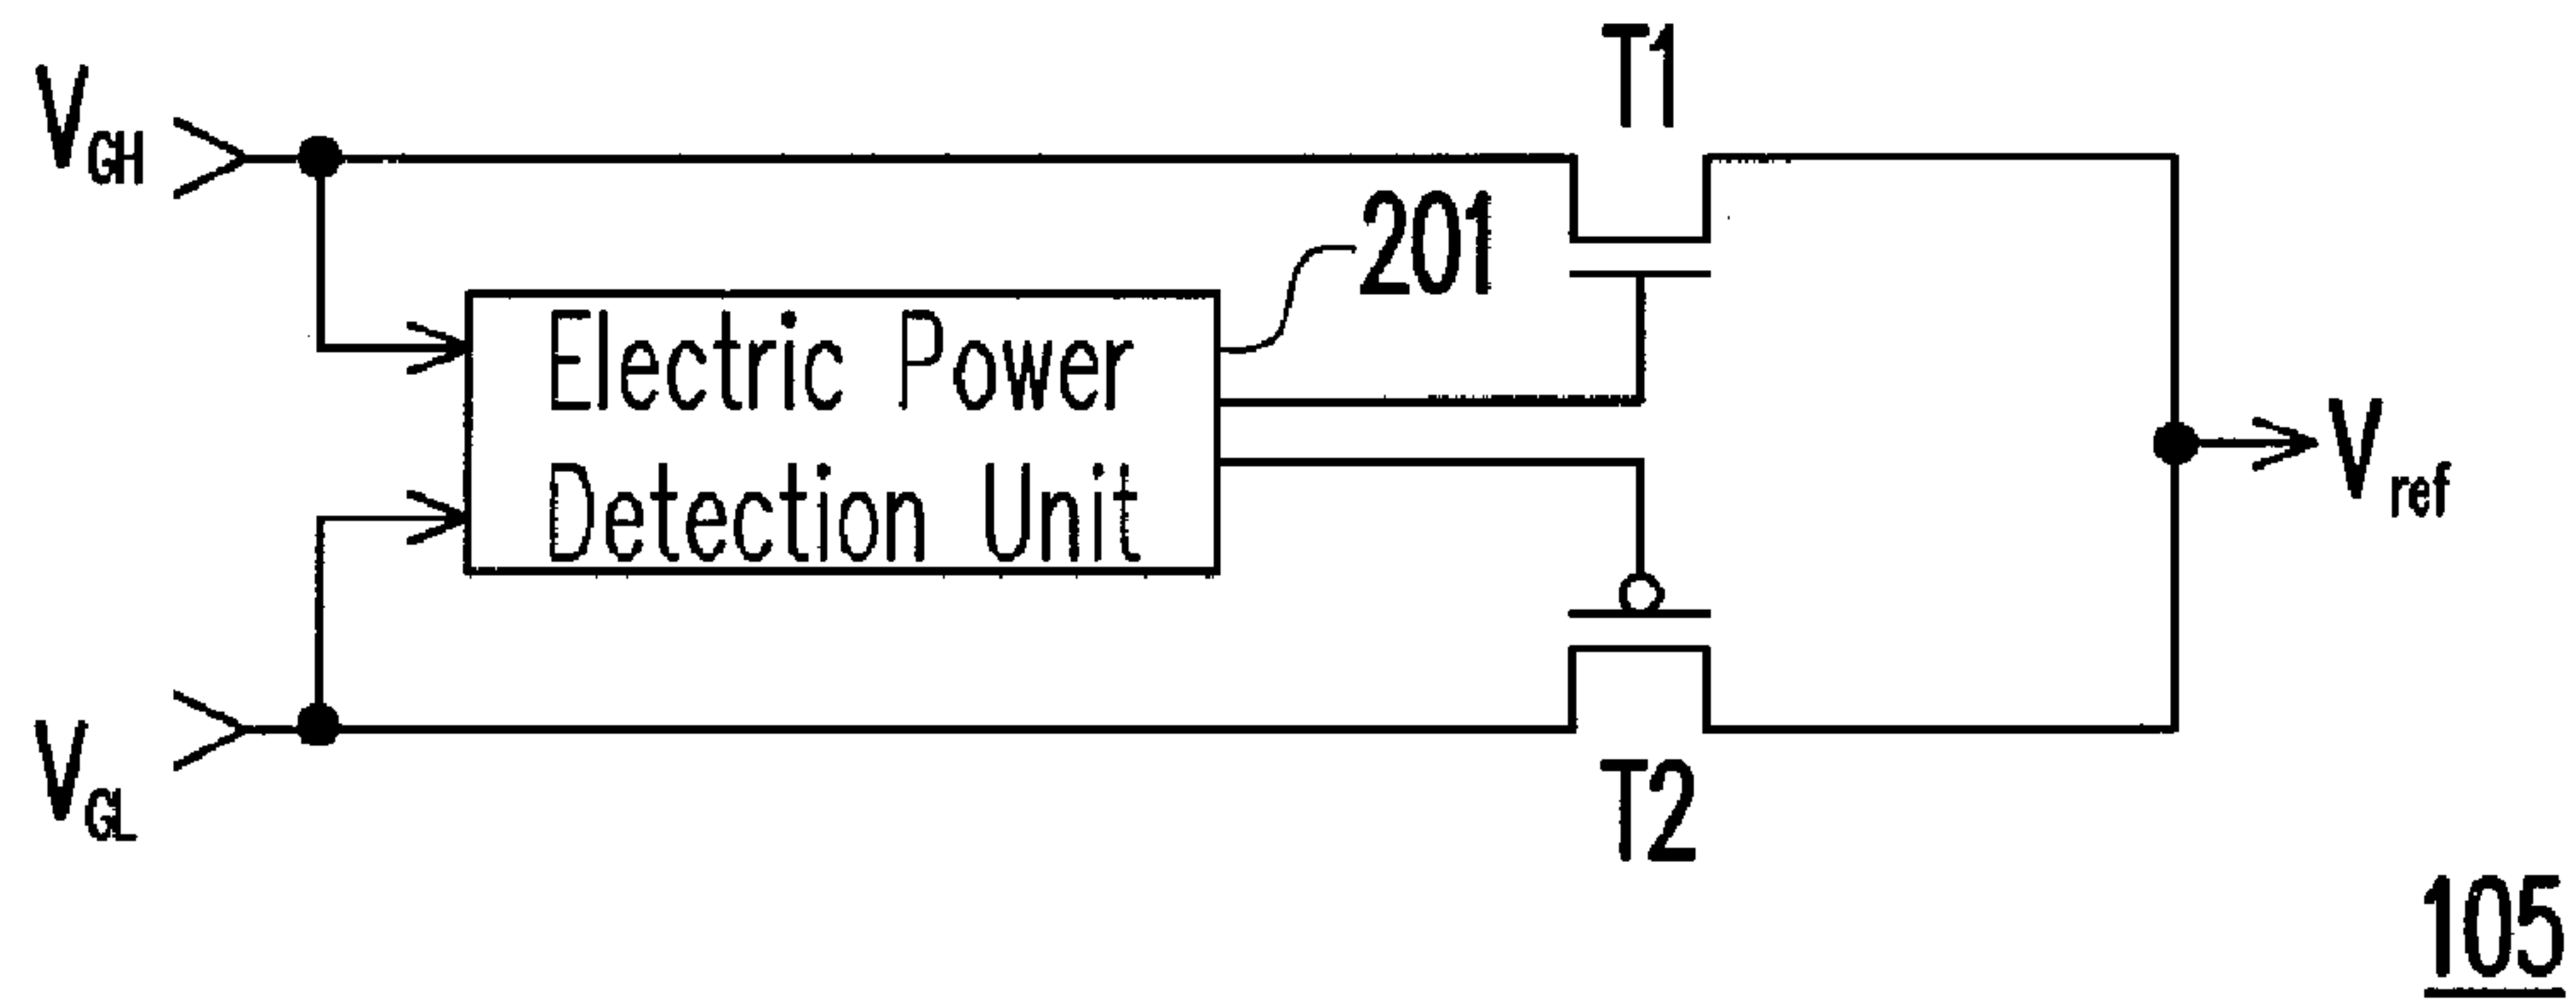 T1
VGH
201
Electric Power
Detection Unit
Vref
VGL
T2
105